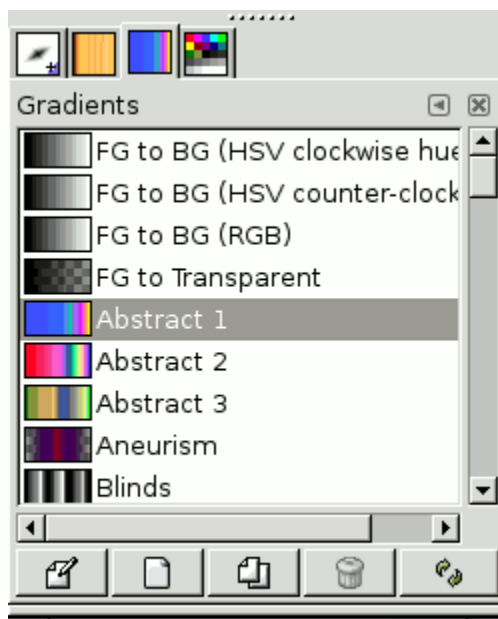 Gradients
FG to BG (HSV clockwise hue
FG to BG (HSV counter-clock
FG to BG (RGB)
FG to Transparent
Abstract 1
Abstract 2
Abstract 3
Aneurism
Blinds